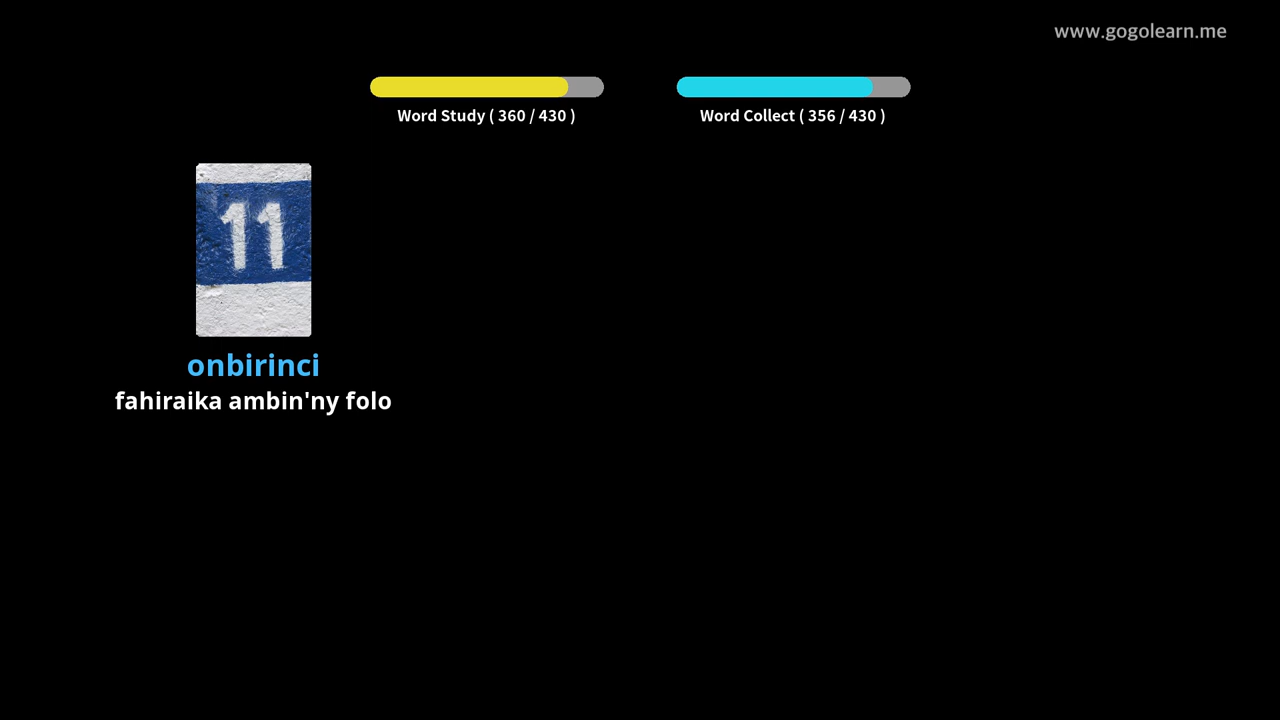 www.gogolearn.me
Word Study ( 360 / 430 )
Word Collect ( 356 / 430 )
11
onbirinci
fahiraika ambin'ny folo